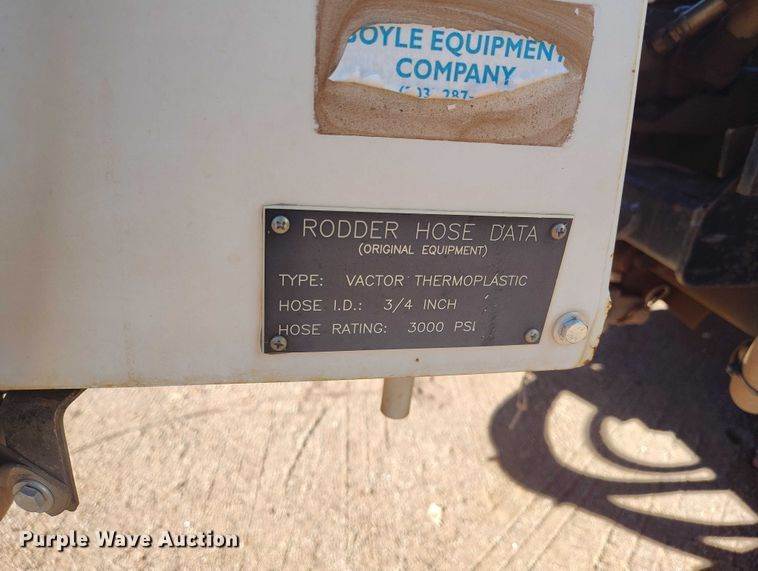 BOYLE EQUIPMENT
COMPANY
287-
RODDER HOSE DATA
(ORIGINAL EQUIPMENT)
TYPE: VACTOR THERMOPLASTIC
HOSE I.D.: 3/4 INCH
HOSE RATING: 3000 PSI
Purple Wave Auction